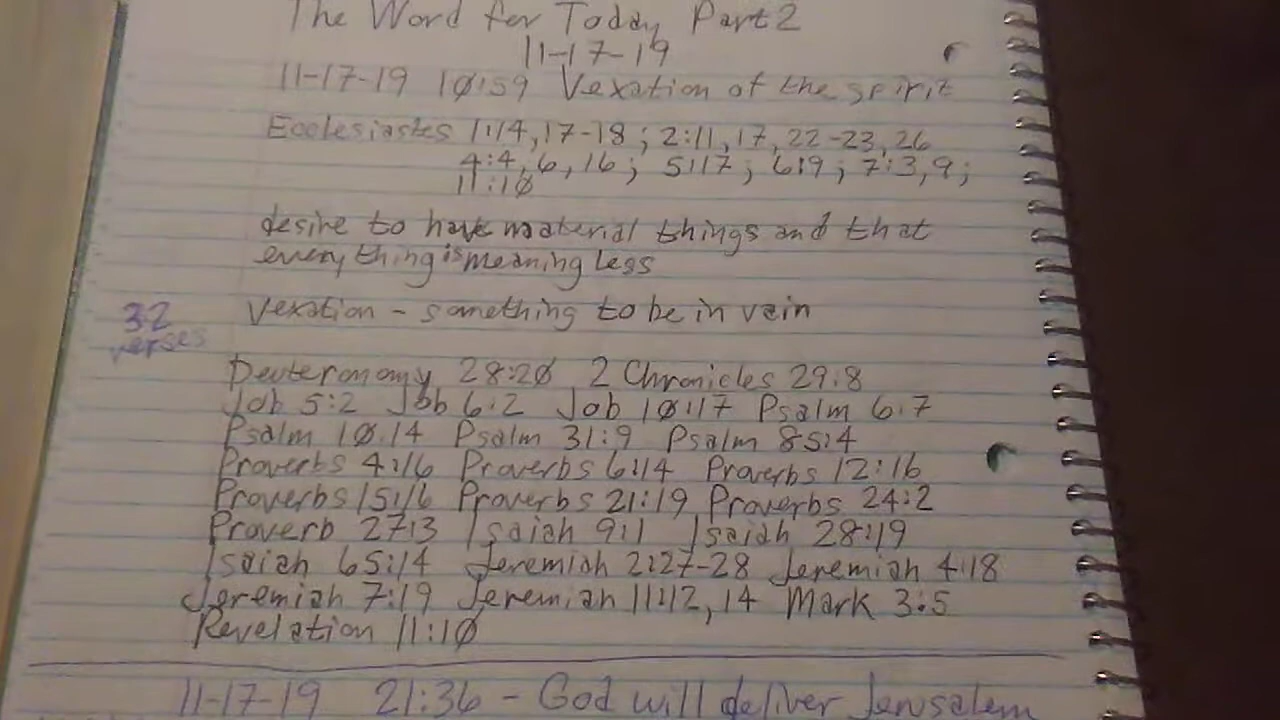 The Word for Today Part 2
11-17-19
11-17-19 10:59 Vexation of the spirit
Ecclesiastes 1:14, 17-18; 2:11, 17, 22-23, 26
4:4, 6, 16; 5:17; 6:9; 7:3, 9;
11:10
desire to have material things and that
everything is meaning less
Vexation - something to be in vain
32
verses
Deuteronomy 28:20 2 Chronicles 29:8
Job 5:2 Job 6:2 Job 10:17 Psalm 6:7
Psalm 10:14 Psalm 31:9 Psalm 85:4
Proverbs 4:16 Proverbs 6:14 Proverbs 12:16
Proverbs 15:16 Proverbs 21:19 Proverbs 24:2
Proverb 27:3 Isaiah 9:1 Isaiah 28:19
Isaiah 65:14 Jeremiah 2:27-28 Jeremiah 4:18
Jeremiah 7:19 Jeremiah 11:12, 14 Mark 3:5
Revelation 11:10
11-17-19 21:36 - God will deliver Jerusalem